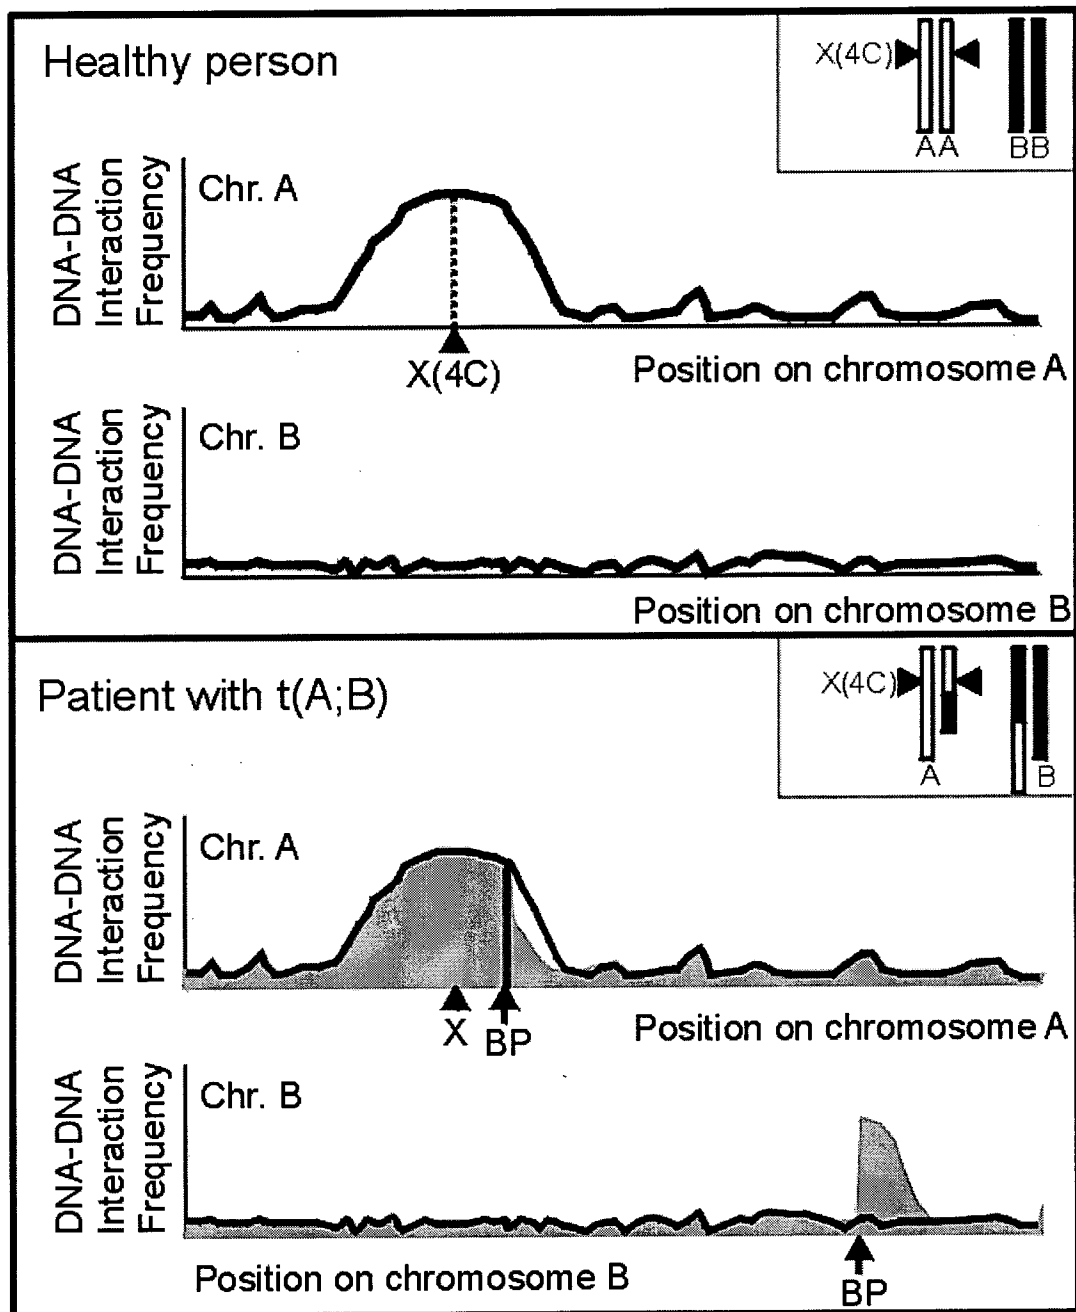 Healthy person
X(4C)
A A B B
DNA-DNA
Interaction
Frequency
Chr. A
X(4C)
Position on chromosome A
DNA-DNA
Interaction
Frequency
Chr. B
Position on chromosome B
Patient with t(A;B)
X(4C)
A B
DNA-DNA
Interaction
Frequency
Chr. A
X BP
Position on chromosome A
DNA-DNA
Interaction
Frequency
Chr. B
Position on chromosome B
BP